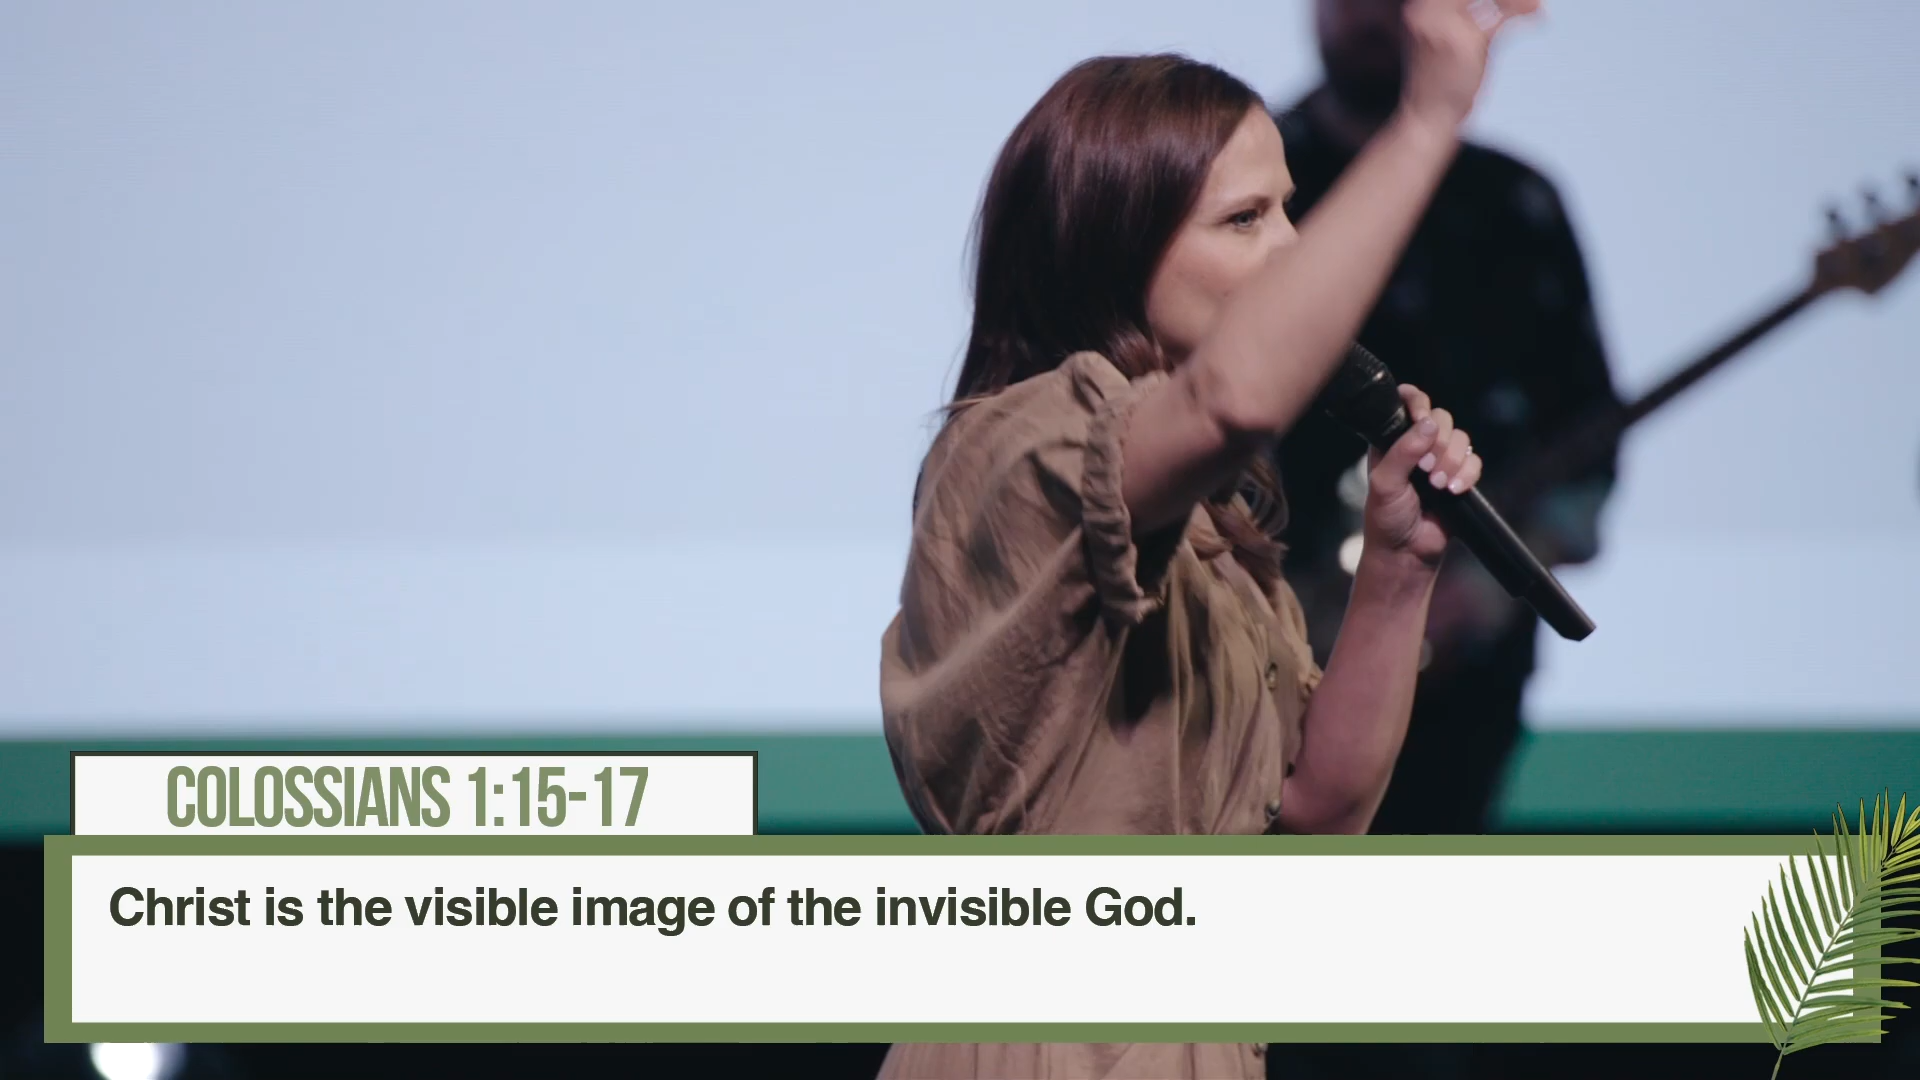 COLOSSIANS 1:15-17
Christ is the visible image of the invisible God.